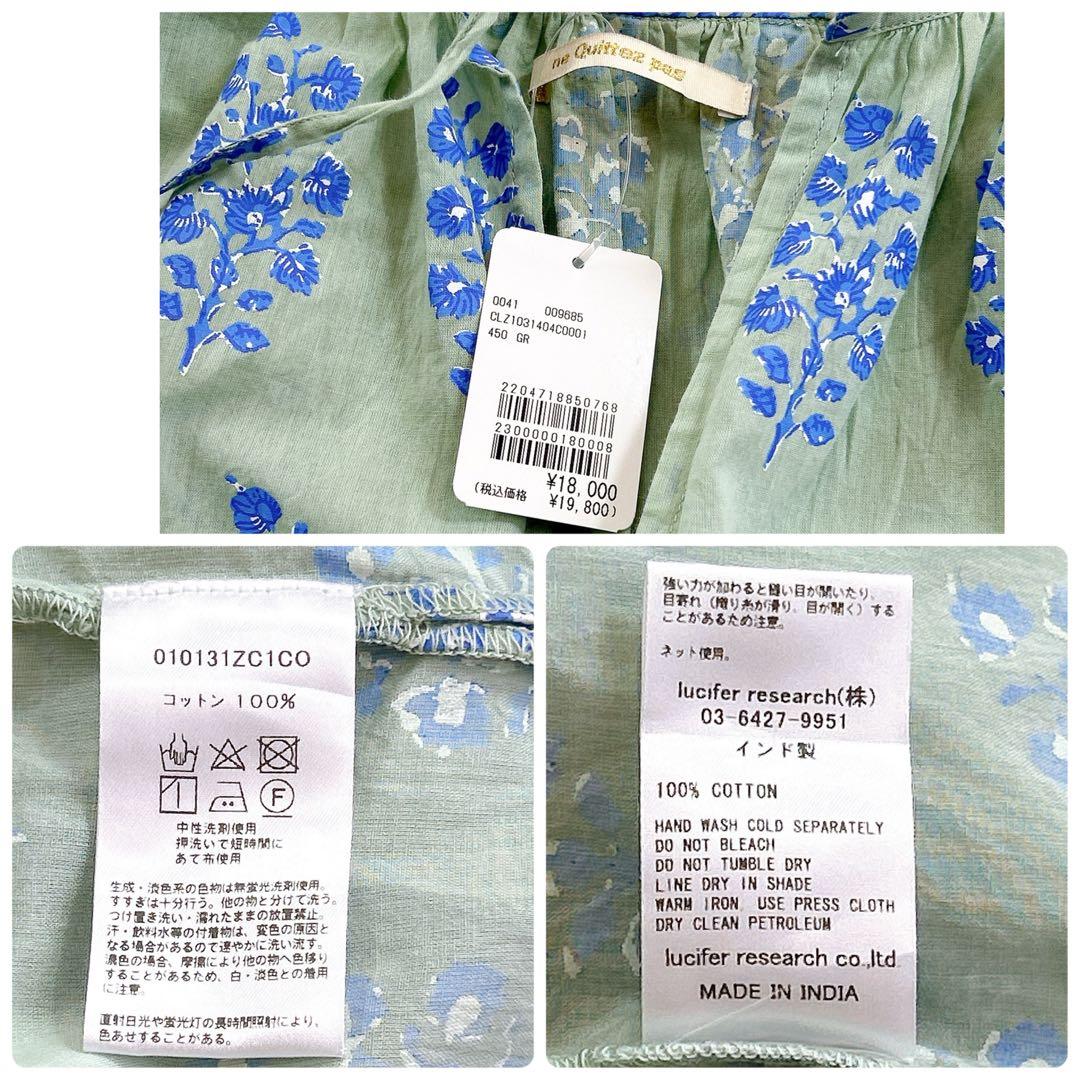 ne Quittez pas
0041 009685
CLZ1031404C0001
450 GR
2204718850768
2300000180008
¥18,000
(税込価格 ¥19,800)
010131ZC1CO
コットン 100%
F
中性洗剤使用
押洗いで短時間に
あて布使用
生成・淡色系の色物は無蛍光洗剤使用。
すすぎは十分行う。他の物と分けて洗う。
つけ置き洗い・濡れたままの放置禁止。
汗・飲料水等の付着物は、変色の原因と
なる場合があるので速やかに洗い流す。
濃色の場合、摩擦により他の物へ色移り
することがあるため、白・淡色との着用
に注意。
直射日光や蛍光灯の長時間照射により、
色あせすることがある。
強い力が加わると縫い目が開いたり、
目寄れ（織り糸が滑り、目が開く）する
ことがあるため注意。
ネット使用。
lucifer research(株)
03-6427-9951
インド製
100% COTTON
HAND WASH COLD SEPARATELY
DO NOT BLEACH
DO NOT TUMBLE DRY
LINE DRY IN SHADE
WARM IRON, USE PRESS CLOTH
DRY CLEAN PETROLEUM
lucifer research co.,ltd.
MADE IN INDIA